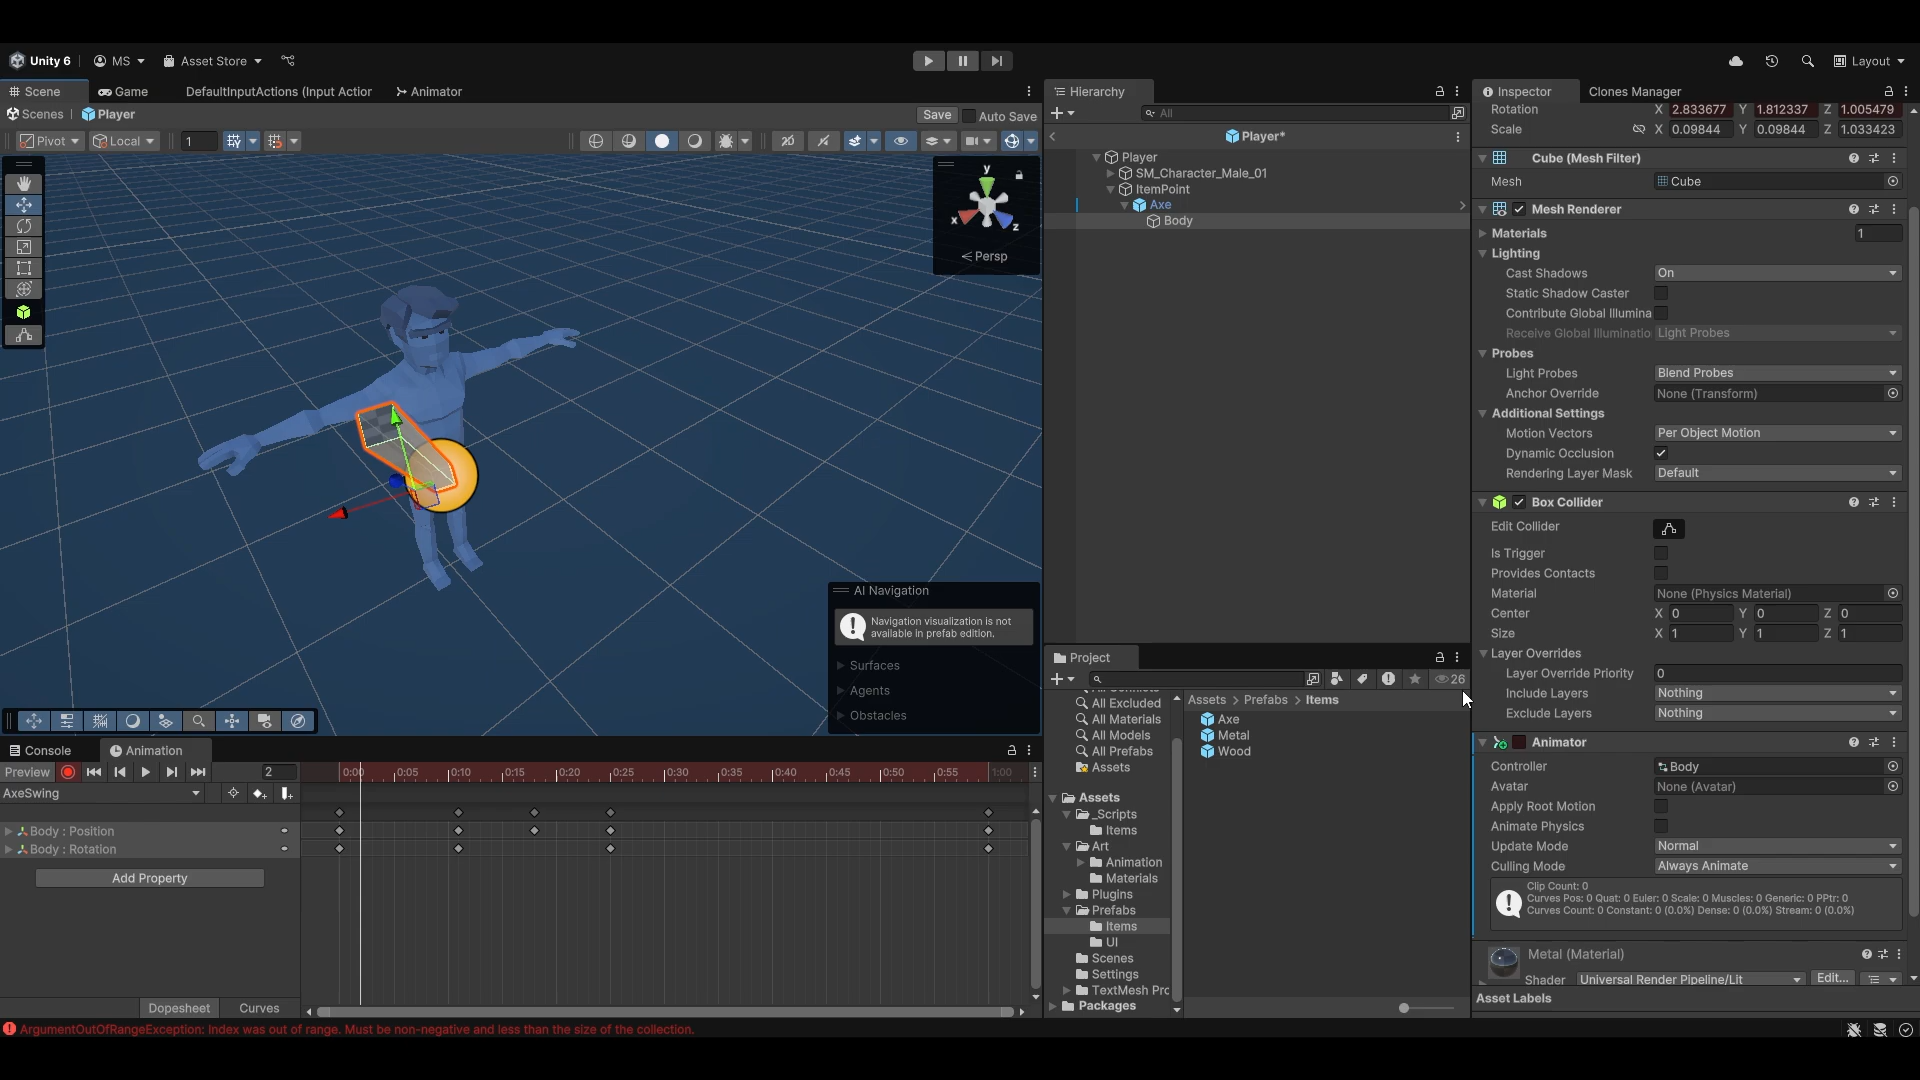 Unity 6
MS
Asset Store
Layout
Scene
Game
DefaultInputActions (Input Actior
Animator
Scenes
Player
Save
Auto Save
Pivot
Local
1
2D
y
x
z
Persp
AI Navigation
Navigation visualization is not
available in prefab edition.
Surfaces
Agents
Obstacles
Console
Animation
Preview
2
0:00
0:05
0:10
0:15
0:20
0:25
0:30
0:35
0:40
0:45
0:50
0:55
1:00
AxeSwing
Body : Position
Body : Rotation
Add Property
Dopesheet
Curves
ArgumentOutOfRangeException: Index was out of range. Must be non-negative and less than the size of the collection.
Hierarchy
All
Player*
Player
SM_Character_Male_01
ItemPoint
Axe
Body
Project
26
All Excluded
All Materials
All Models
All Prefabs
Assets
Assets
_Scripts
Items
Art
Animation
Materials
Plugins
Prefabs
Items
UI
Scenes
Settings
TextMesh Prc
Packages
Assets > Prefabs > Items
Axe
Metal
Wood
Inspector
Clones Manager
Rotation X 2.833677 Y 1.812337 Z 1.005479
Scale X 0.09844 Y 0.09844 Z 1.033423
Cube (Mesh Filter)
Mesh Cube
Mesh Renderer
Materials 1
Lighting
Cast Shadows On
Static Shadow Caster
Contribute Global Illumina
Receive Global Illuminatio Light Probes
Probes
Light Probes Blend Probes
Anchor Override None (Transform)
Additional Settings
Motion Vectors Per Object Motion
Dynamic Occlusion
Rendering Layer Mask Default
Box Collider
Edit Collider
Is Trigger
Provides Contacts
Material None (Physics Material)
Center X 0 Y 0 Z 0
Size X 1 Y 1 Z 1
Layer Overrides
Layer Override Priority 0
Include Layers Nothing
Exclude Layers Nothing
Animator
Controller Body
Avatar None (Avatar)
Apply Root Motion
Animate Physics
Update Mode Normal
Culling Mode Always Animate
Clip Count: 0
Curves Pos: 0 Quat: 0 Euler: 0 Scale: 0 Muscles: 0 Generic: 0 PPtr: 0
Curves Count: 0 Constant: 0 (0.0%) Dense: 0 (0.0%) Stream: 0 (0.0%)
Metal (Material)
Shader Universal Render Pipeline/Lit Edit...
Asset Labels